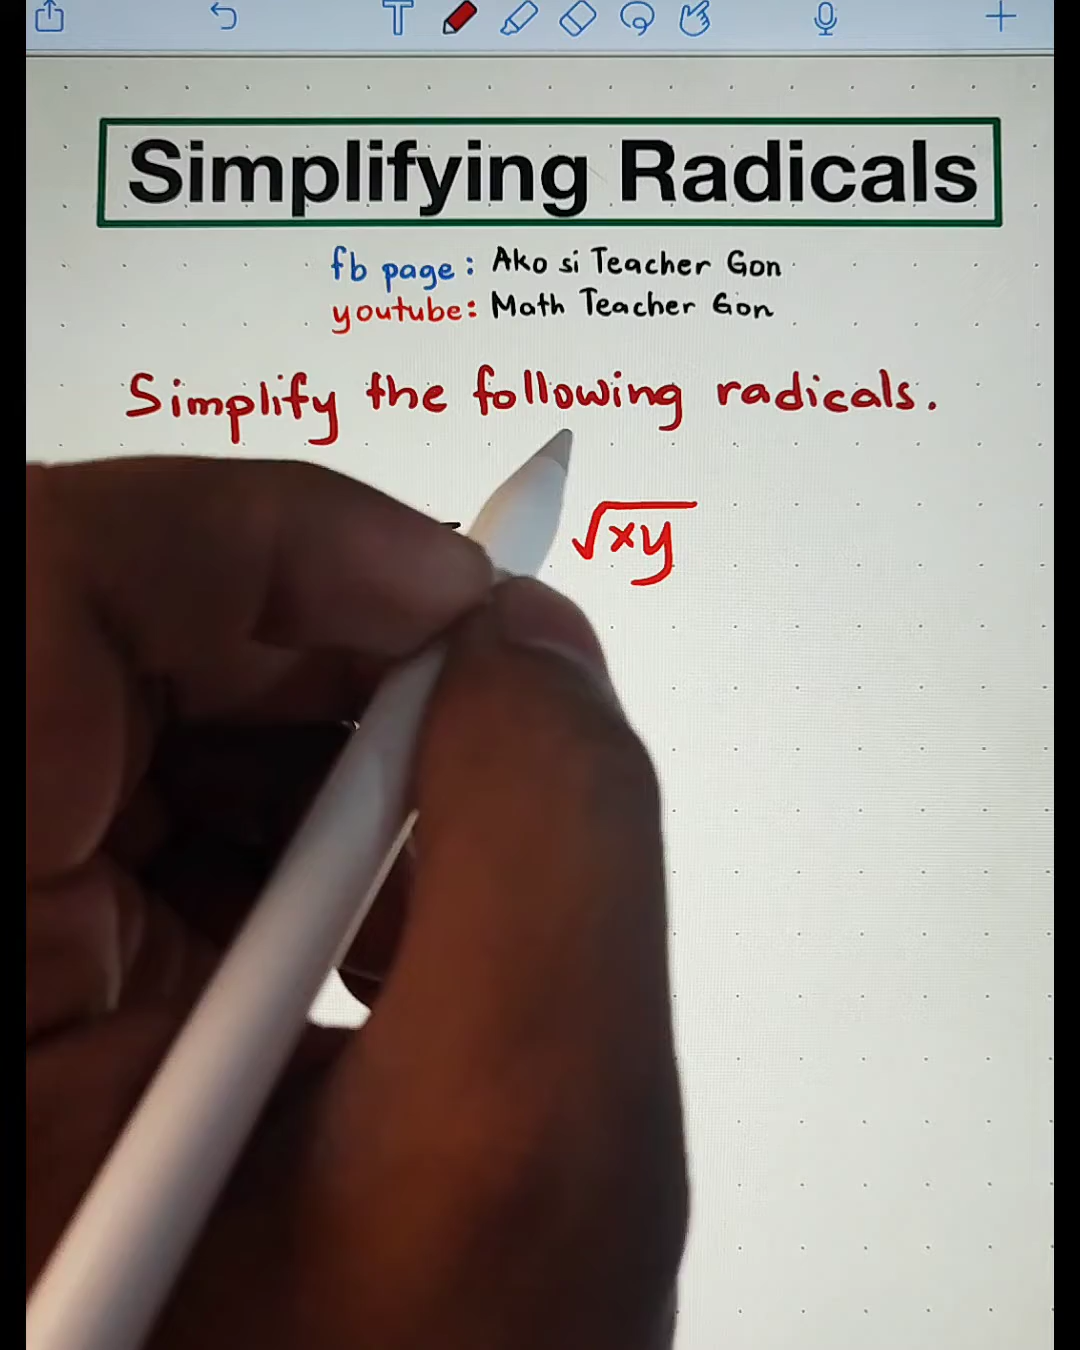 Simplifying Radicals
fb page: Ako si Teacher Gon
youtube: Math Teacher Gon
Simplify the following radicals.
√xy